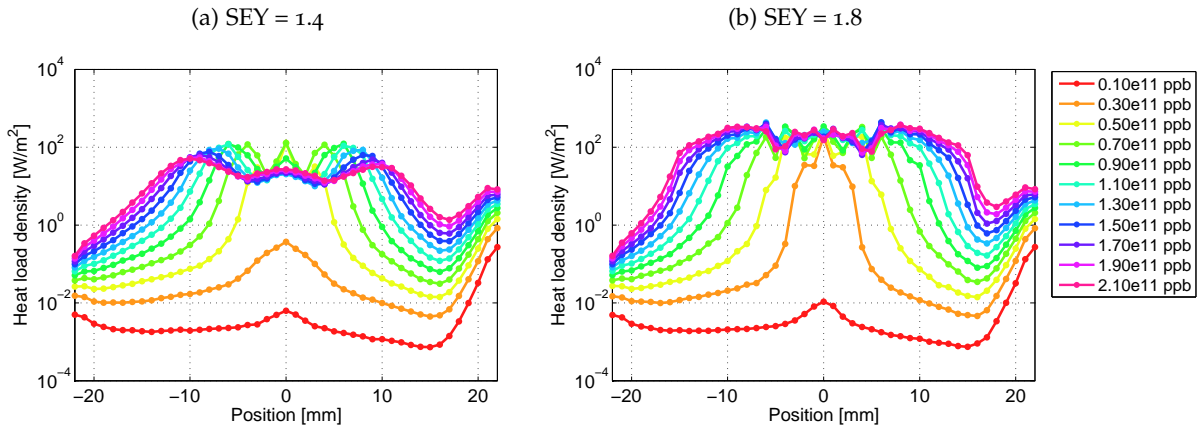 (a) SEY = 1.4
(b) SEY = 1.8
10^4
10^2
10^0
10^−2
10^−4
Heat load density [W/m^2]
−20 −10 0 10 20
Position [mm]
10^4
10^2
10^0
10^−2
10^−4
Heat load density [W/m^2]
−20 −10 0 10 20
Position [mm]
0.10e11 ppb
0.30e11 ppb
0.50e11 ppb
0.70e11 ppb
0.90e11 ppb
1.10e11 ppb
1.30e11 ppb
1.50e11 ppb
1.70e11 ppb
1.90e11 ppb
2.10e11 ppb